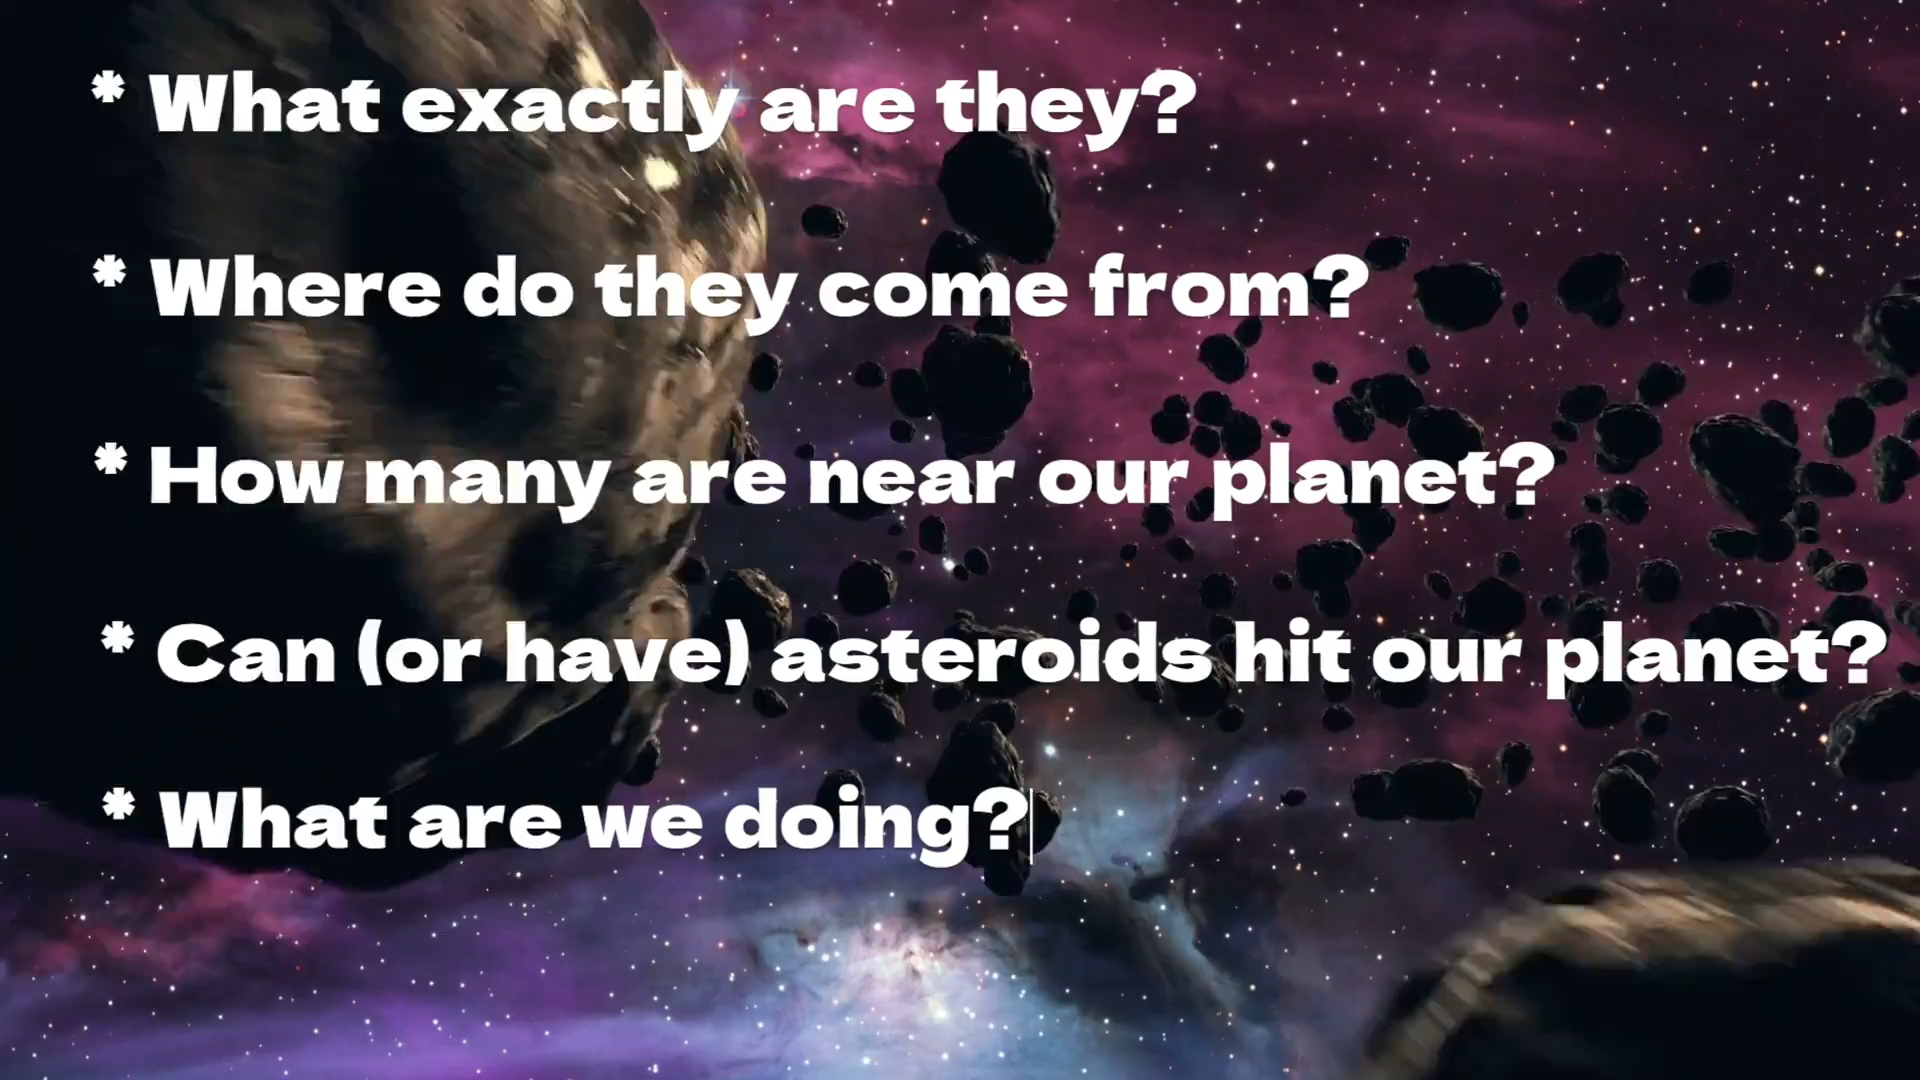 * What exactly are they?
* Where do they come from?
* How many are near our planet?
* Can (or have) asteroids hit our planet?
* What are we doing?